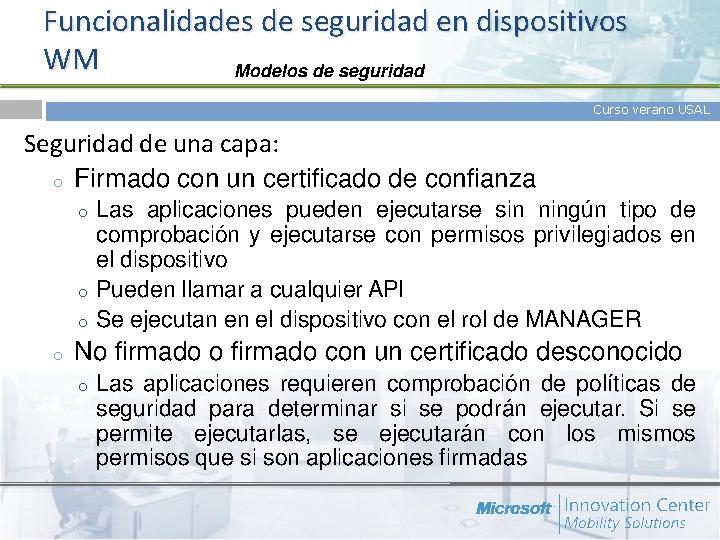 Funcionalidades de seguridad en dispositivos
WM
Modelos de seguridad
Curso verano USAL
Seguridad de una capa:
o Firmado con un certificado de confianza
o Las aplicaciones pueden ejecutarse sin ningún tipo de
comprobación y ejecutarse con permisos privilegiados en
el dispositivo
o Pueden llamar a cualquier API
o Se ejecutan en el dispositivo con el rol de MANAGER
o No firmado o firmado con un certificado desconocido
o Las aplicaciones requieren comprobación de políticas de
seguridad para determinar si se podrán ejecutar. Si se
permite ejecutarlas, se ejecutarán con los mismos
permisos que si son aplicaciones firmadas
Microsoft Innovation Center
Mobility Solutions